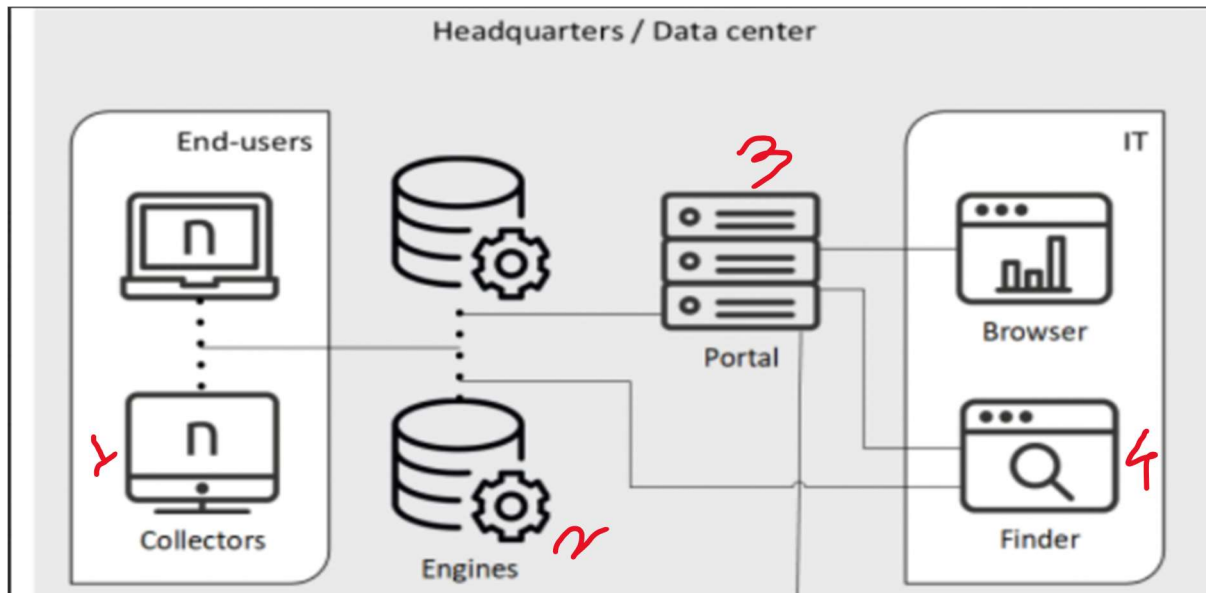 Headquarters / Data center
End-users
IT
3
n
Browser
Portal
n
1
4
Collectors
2
Engines
Finder